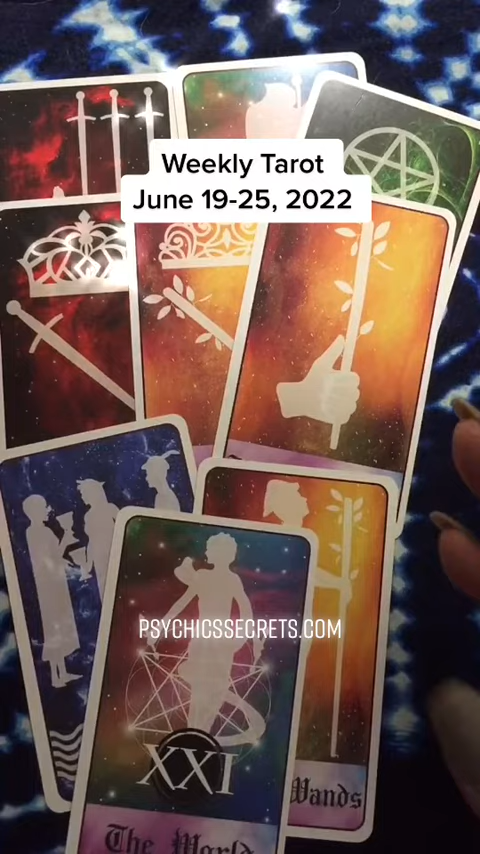 Weekly Tarot
June 19-25, 2022
PSYCHICSSECRETS.COM
XXI
Wands
The World